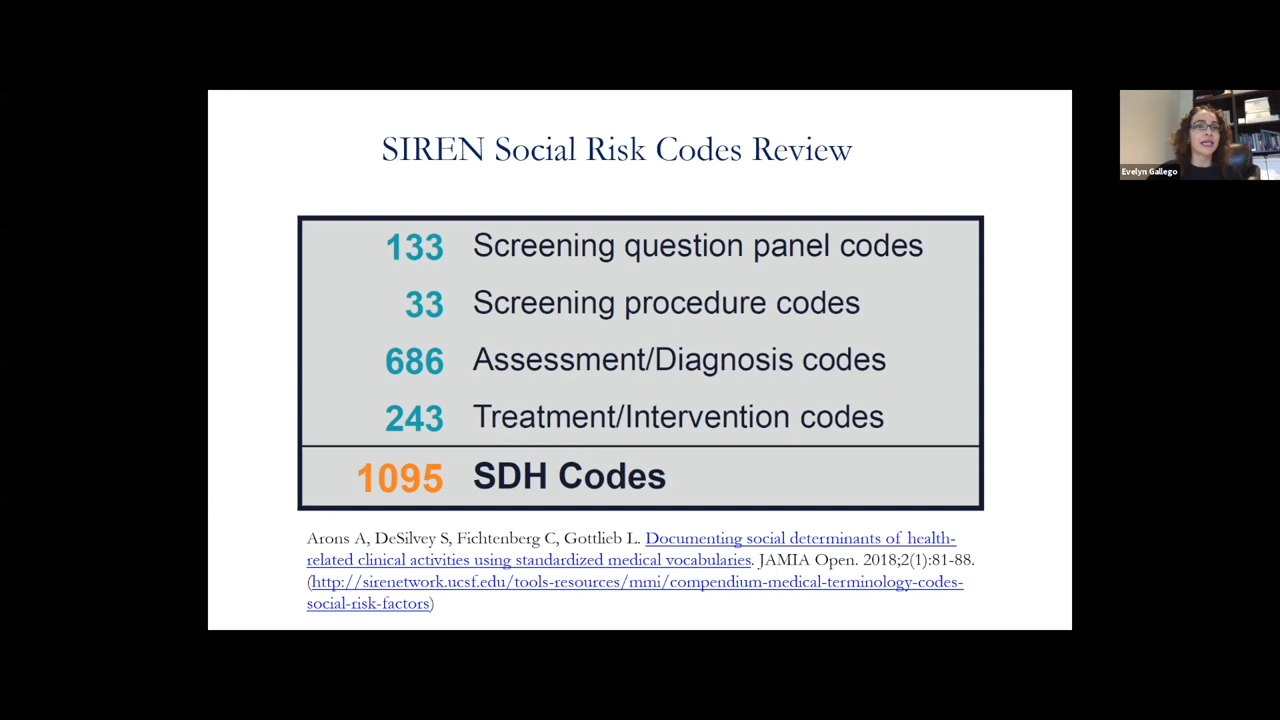 SIREN Social Risk Codes Review
133 Screening question panel codes
33 Screening procedure codes
686 Assessment/Diagnosis codes
243 Treatment/Intervention codes
1095 SDH Codes
Arons A, DeSilvey S, Fichtenberg C, Gottlieb L. Documenting social determinants of health-
related clinical activities using standardized medical vocabularies. JAMIA Open. 2018;2(1):81-88.
(http://sirenetwork.ucsf.edu/tools-resources/mmi/compendium-medical-terminology-codes-
social-risk-factors)
Evelyn Gallego